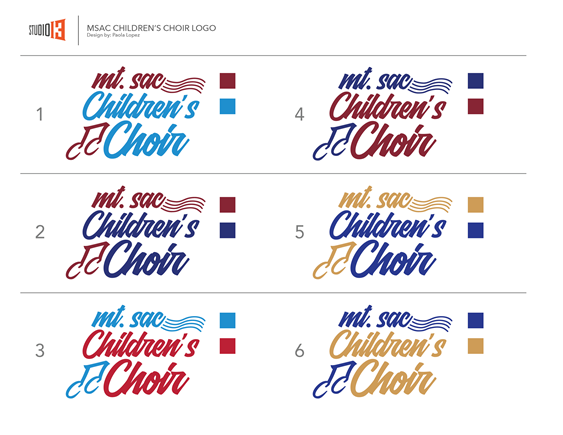 STUDIO 13
MSAC CHILDREN'S CHOIR LOGO
Design by: Paola Lopez
1
mt. sac
Children's
Choir
4
mt. sac
Children's
Choir
2
mt. sac
Children's
Choir
5
mt. sac
Children's
Choir
3
mt. sac
Children's
Choir
6
mt. sac
Children's
Choir